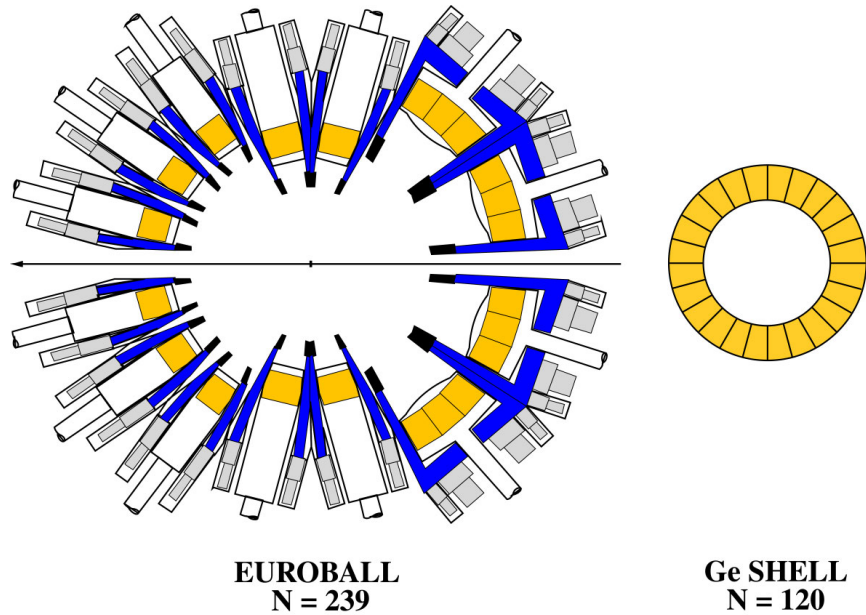 EUROBALL
N = 239
Ge SHELL
N = 120